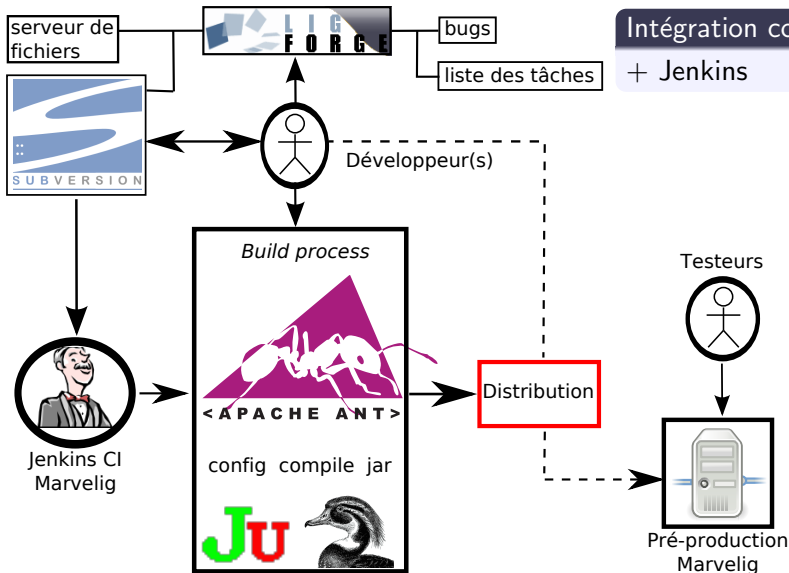 serveur de
fichiers
LIG
FORGE
bugs
liste des tâches
Intégration co
+ Jenkins
SUBVERSION
Développeur(s)
Build process
<APACHE ANT>
config compile jar
JU
Jenkins CI
Marvelig
Distribution
Testeurs
Pré-production
Marvelig